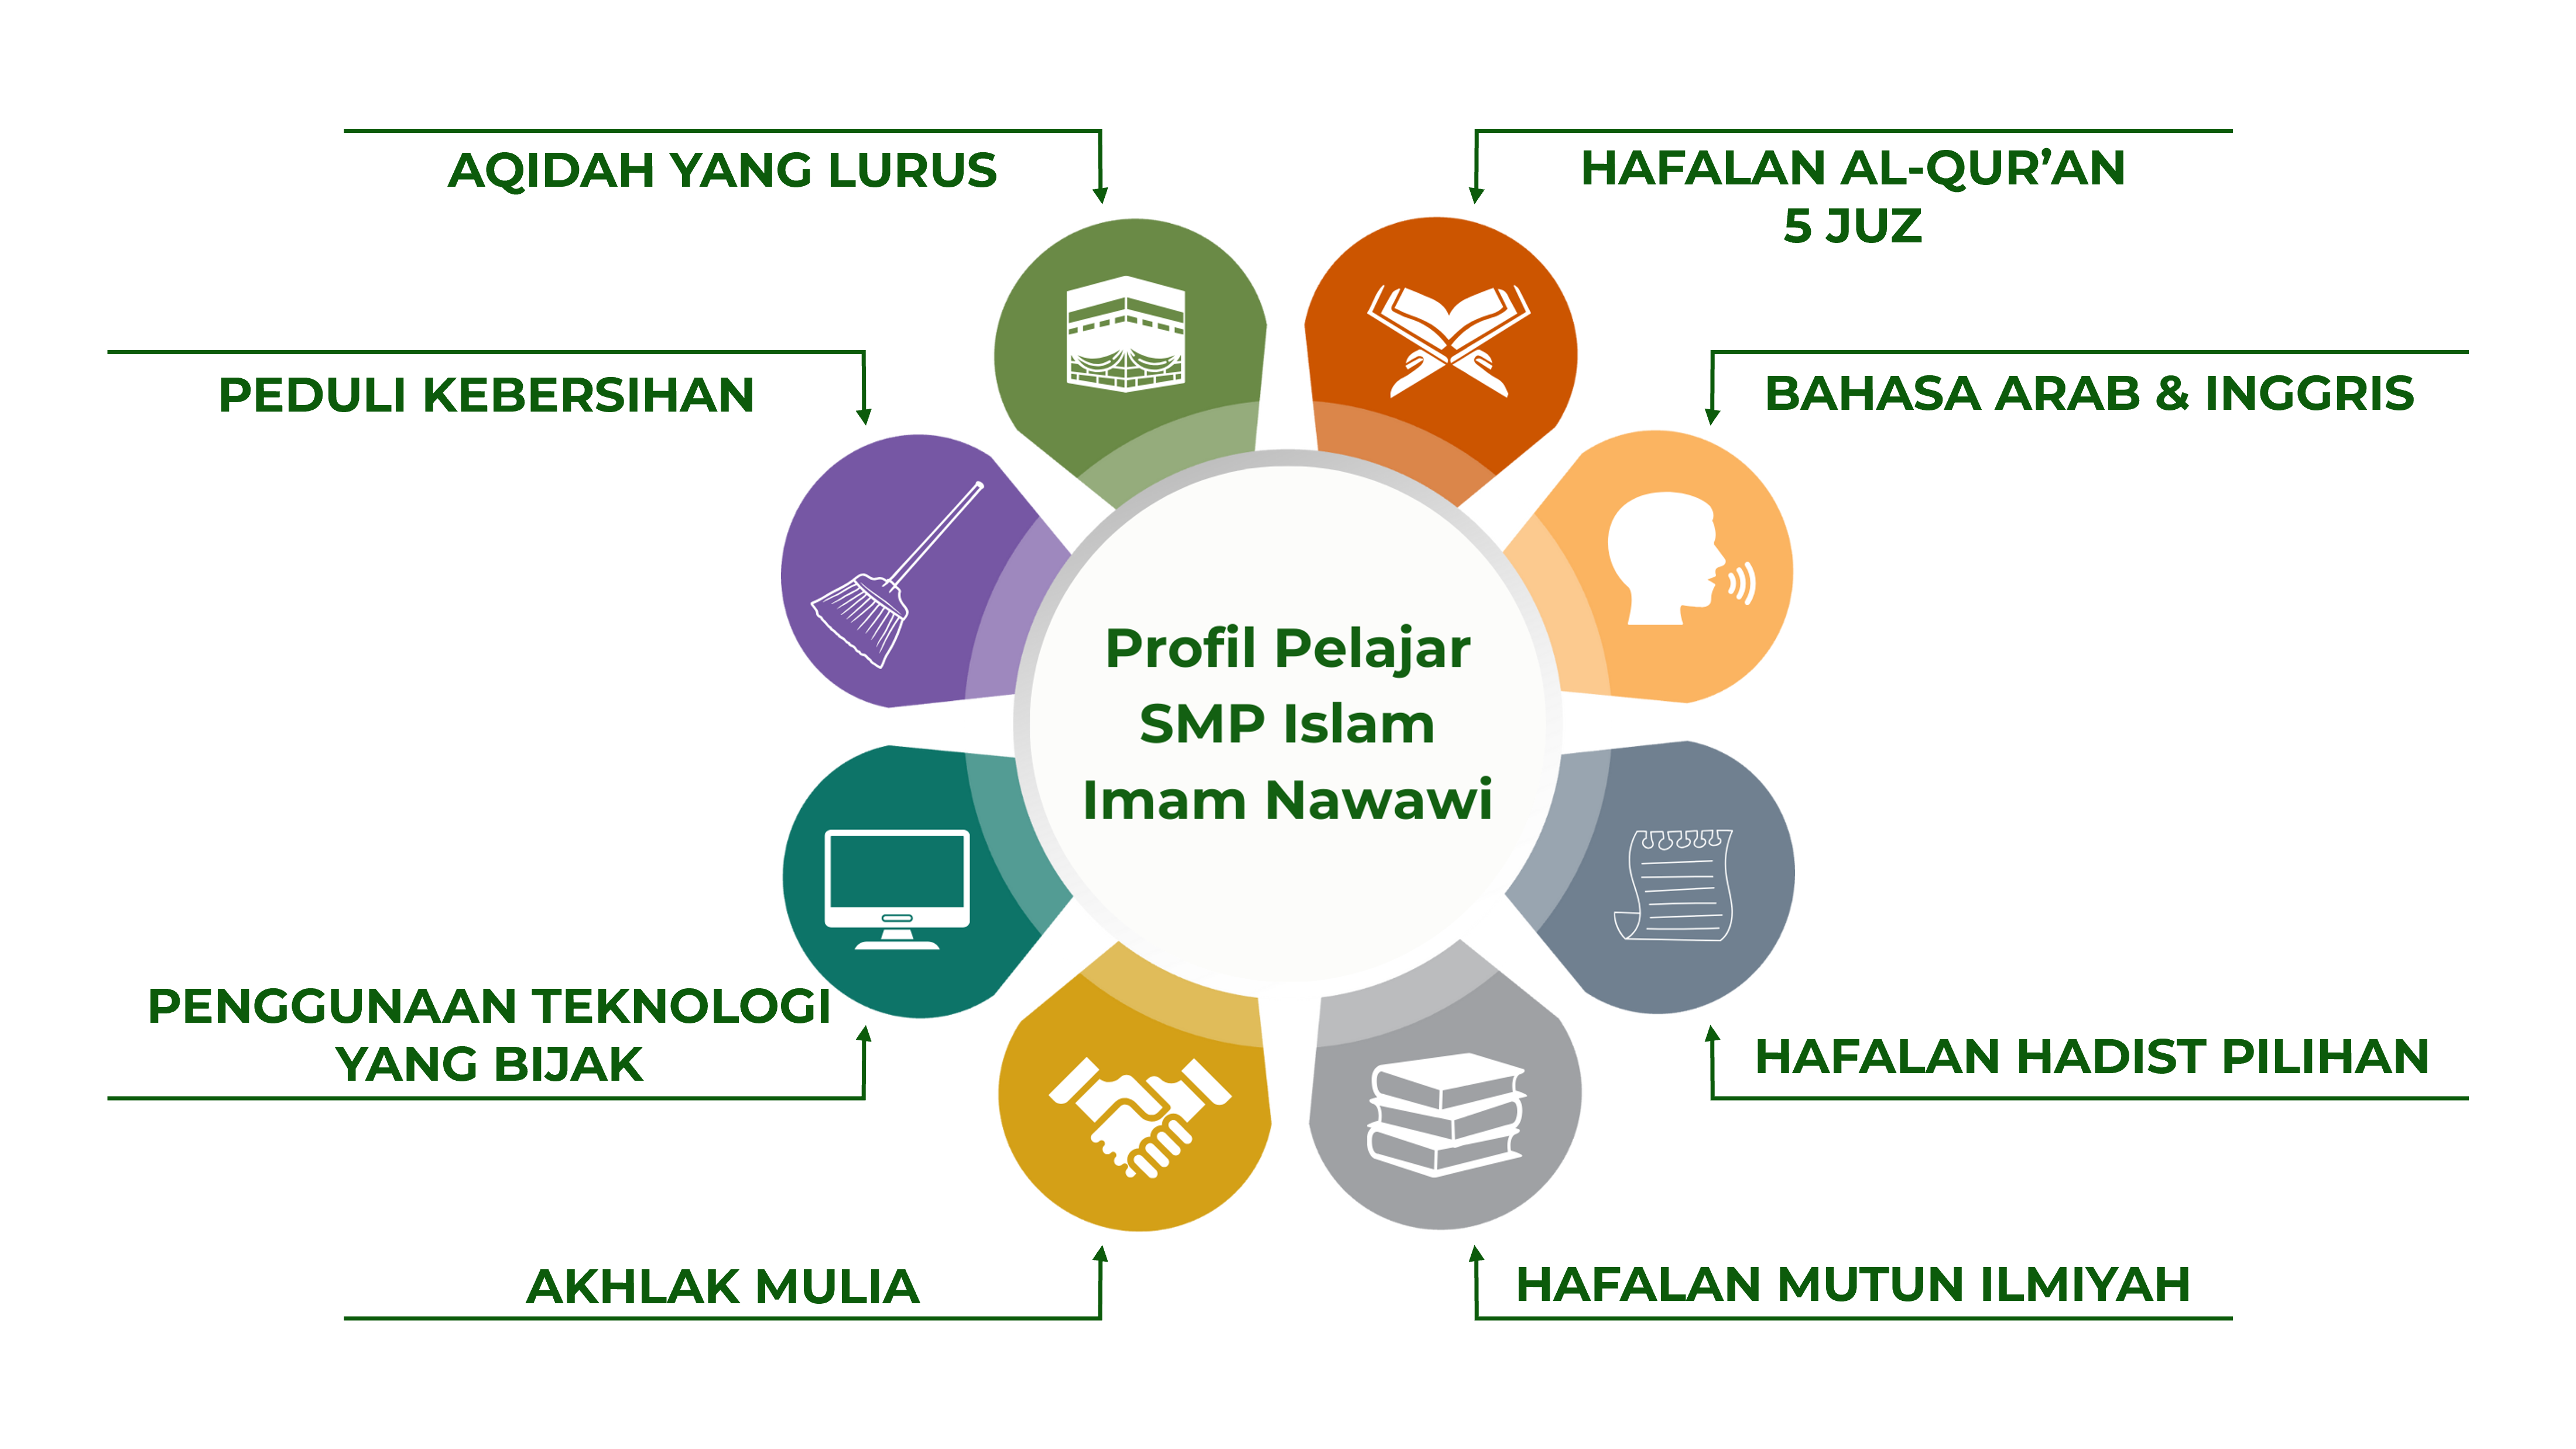 AQIDAH YANG LURUS
HAFALAN AL-QUR’AN
5 JUZ
PEDULI KEBERSIHAN
BAHASA ARAB & INGGRIS
Profil Pelajar
SMP Islam
Imam Nawawi
PENGGUNAAN TEKNOLOGI
YANG BIJAK
HAFALAN HADIST PILIHAN
AKHLAK MULIA
HAFALAN MUTUN ILMIYAH